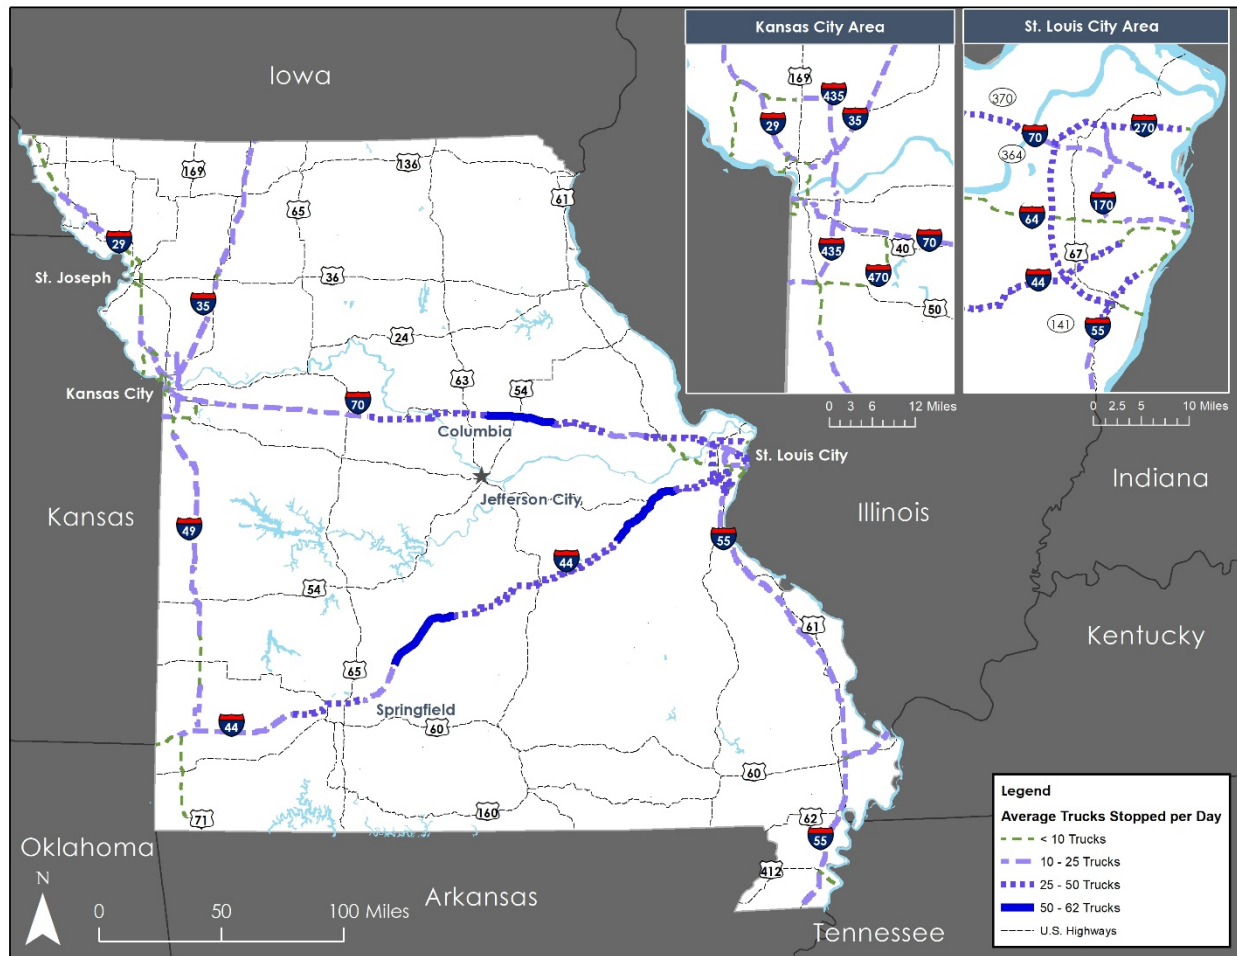 Kansas City Area
St. Louis City Area
Iowa
169
435
29
35
435
70
40
470
50
0 3 6 12 Miles
370
70
270
364
64
170
67
44
141
55
0 2.5 5 10 Miles
169
136
65
61
29
St. Joseph
36
35
24
Kansas City
70
63
54
Columbia
St. Louis City
Jefferson City
Indiana
Illinois
Kansas
49
44
55
54
61
Kentucky
65
Springfield
44
60
60
71
160
62
55
412
Oklahoma
Arkansas
Tennessee
N
0 50 100 Miles
Legend
Average Trucks Stopped per Day
< 10 Trucks
10 - 25 Trucks
25 - 50 Trucks
50 - 62 Trucks
U.S. Highways